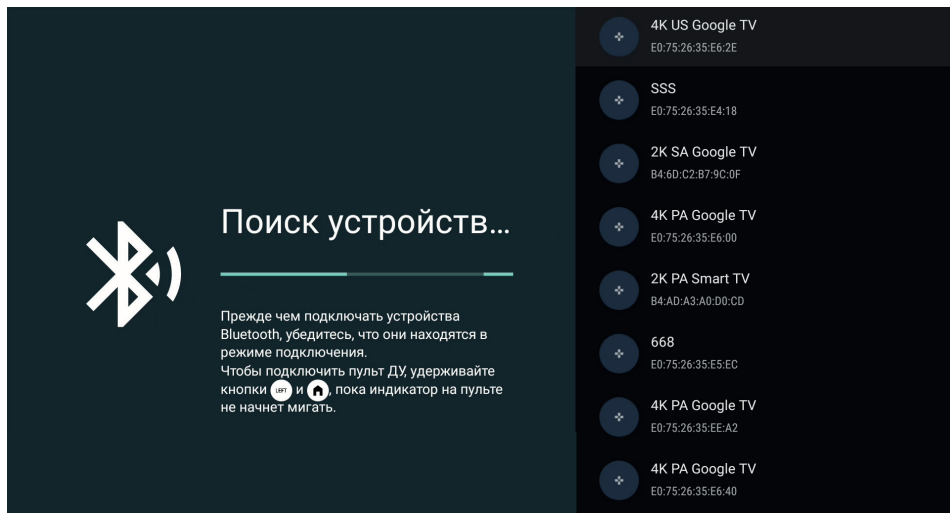 Поиск устройств...
Прежде чем подключать устройства
Bluetooth, убедитесь, что они находятся в
режиме подключения.
Чтобы подключить пульт ДУ, удерживайте
кнопки LEFT и , пока индикатор на пульте
не начнет мигать.
4K US Google TV
E0:75:26:35:E6:2E
SSS
E0:75:26:35:E4:18
2K SA Google TV
B4:6D:C2:B7:9C:0F
4K PA Google TV
E0:75:26:35:E6:00
2K PA Smart TV
B4:AD:A3:A0:D0:CD
668
E0:75:26:35:E5:EC
4K PA Google TV
E0:75:26:35:EE:A2
4K PA Google TV
E0:75:26:35:E6:40